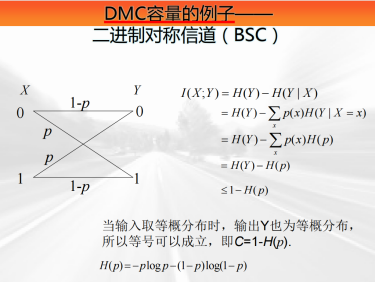 DMC容量的例子——
二进制对称信道（BSC）
X Y
0 1-p 0
p
p
1 1-p 1
I(X;Y) = H(Y) − H(Y | X)
= H(Y) − ∑ₓ p(x)H(Y | X = x)
= H(Y) − ∑ₓ p(x)H(p)
= H(Y) − H(p)
≤ 1 − H(p)
当输入取等概分布时，输出Y也为等概分布，
所以等号可以成立，即C=1-H(p).
H(p) = −p log p − (1− p) log(1− p)